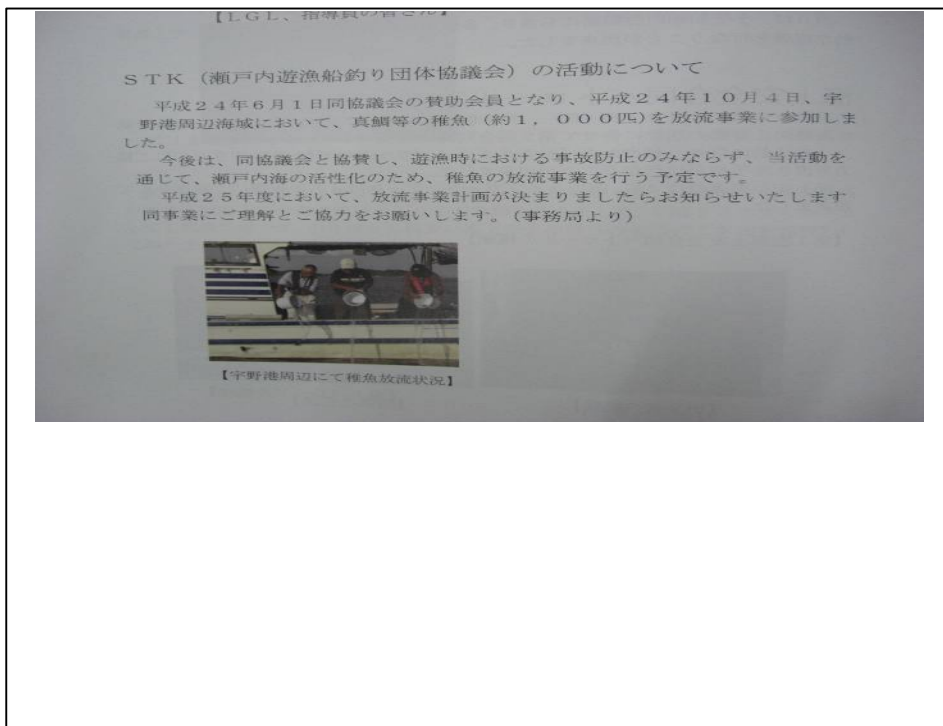 【LGL、指導員の皆さん】
STK（瀬戸内遊漁船釣り団体協議会）の活動について
平成２４年６月１日同協議会の賛助会員となり、平成２４年１０月４日、宇
野港周辺海域において、真鯛等の稚魚（約１，０００匹）を放流事業に参加しま
した。
今後は、同協議会と協賛し、遊漁時における事故防止のみならず、当活動を
通じて、瀬戸内海の活性化のため、稚魚の放流事業を行う予定です。
平成２５年度において、放流事業計画が決まりましたらお知らせいたします
同事業にご理解とご協力をお願いします。（事務局より）
【宇野港周辺にて稚魚放流状況】